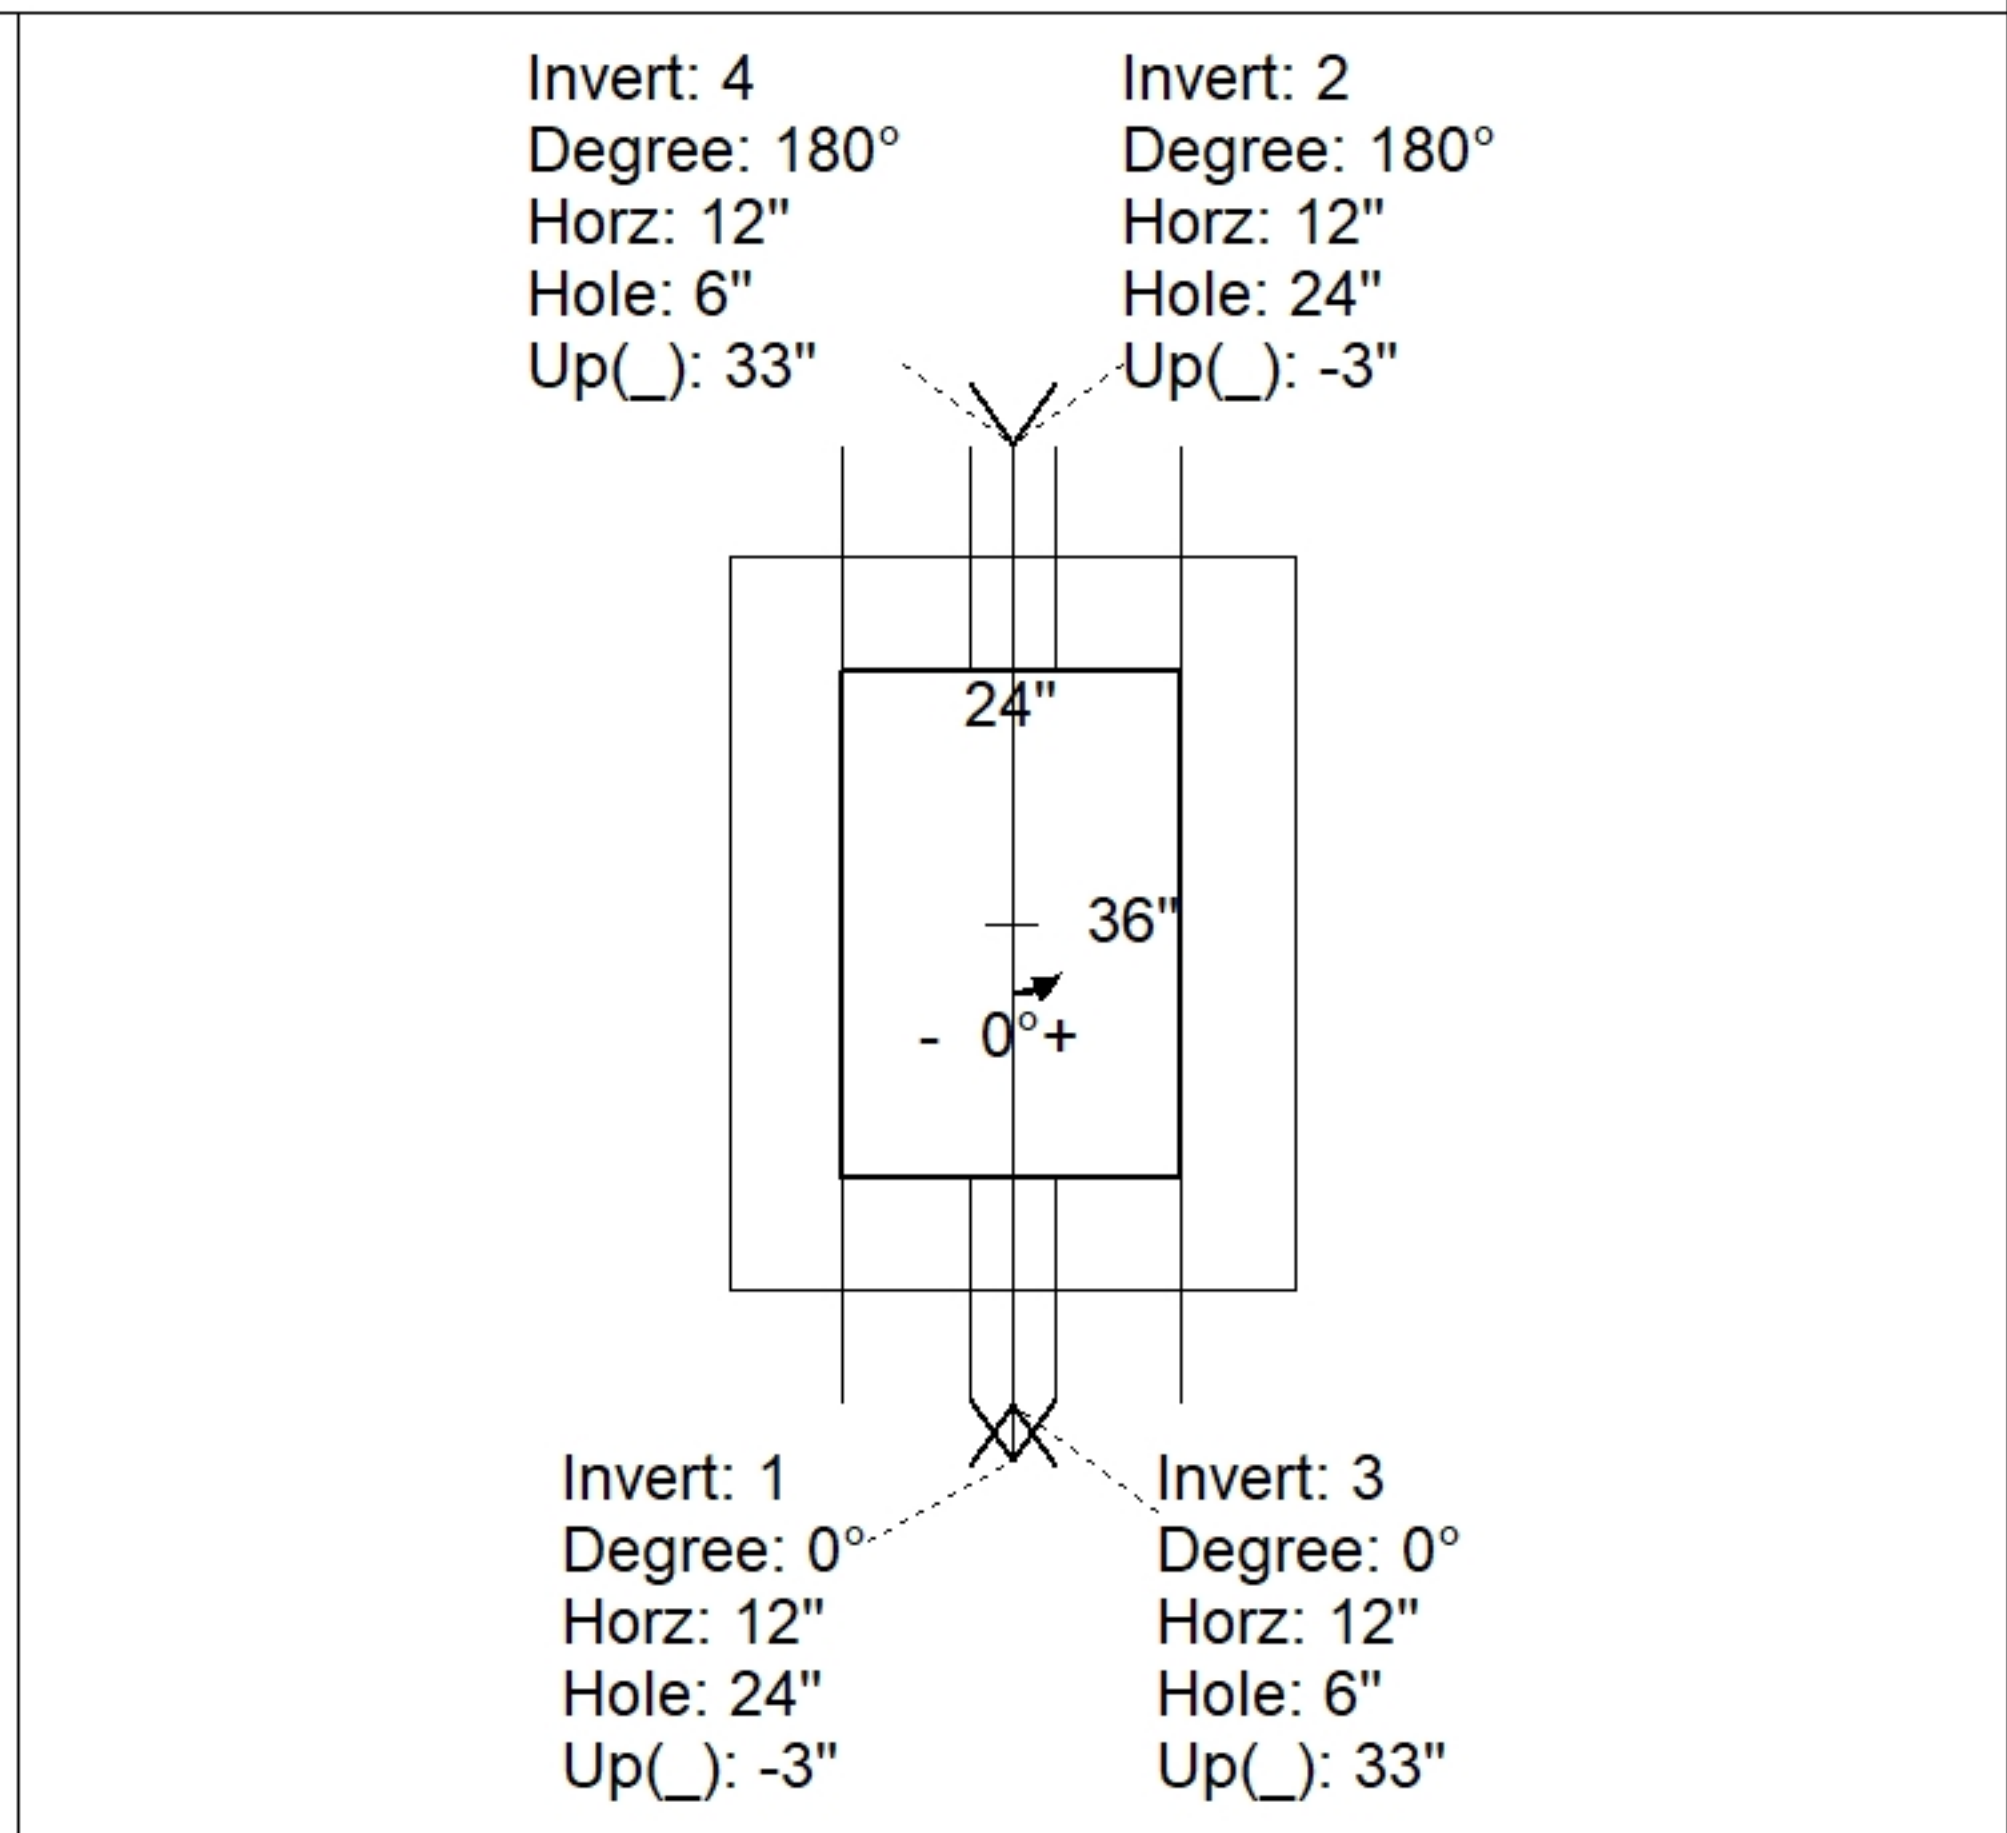 Invert: 4
Degree: 180°
Horz: 12"
Hole: 6"
Up(_): 33"
Invert: 2
Degree: 180°
Horz: 12"
Hole: 24"
Up(_): -3"
24"
36"
- 0°+
Invert: 1
Degree: 0°
Horz: 12"
Hole: 24"
Up(_): -3"
Invert: 3
Degree: 0°
Horz: 12"
Hole: 6"
Up(_): 33"